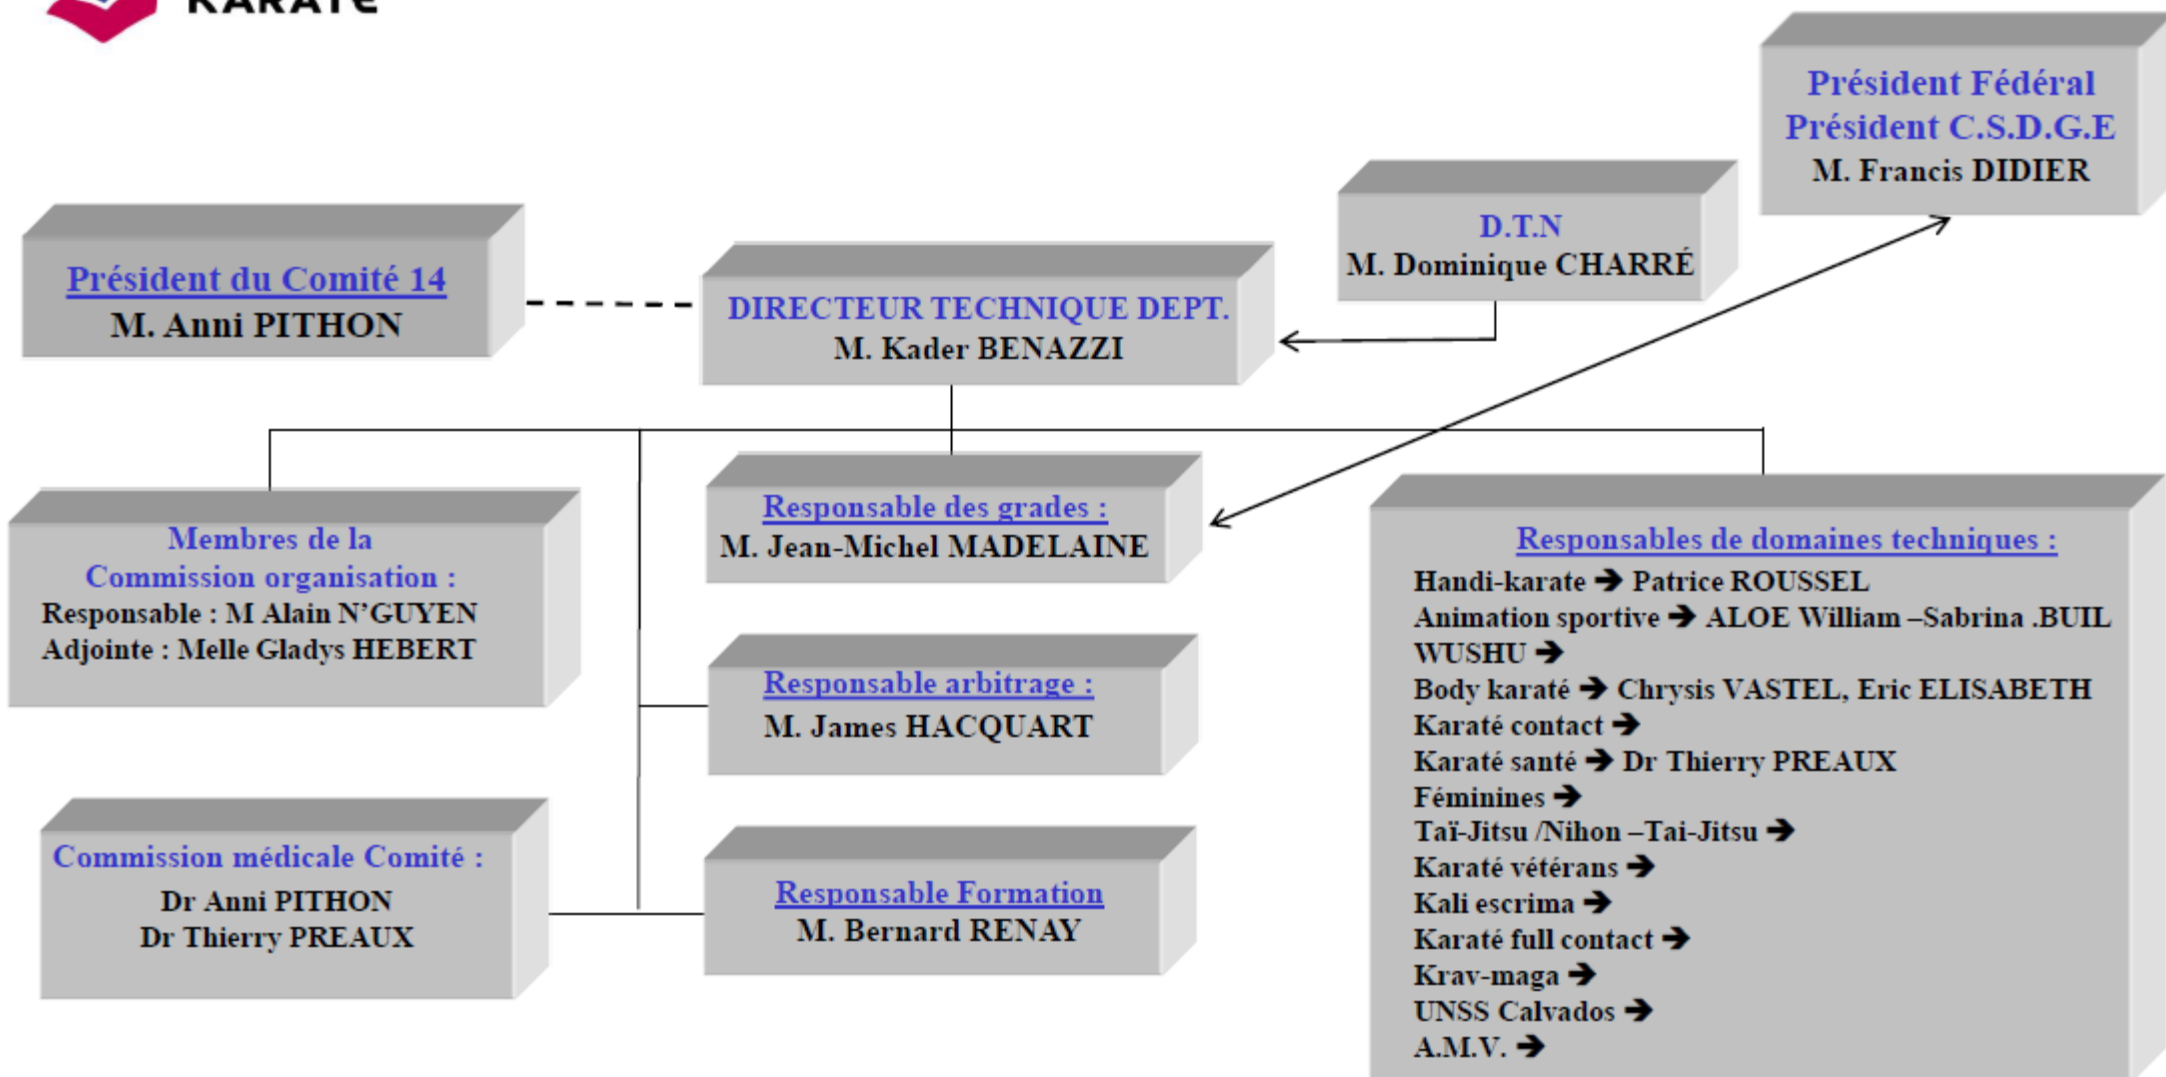 KARATE
Président Fédéral
Président C.S.D.G.E
M. Francis DIDIER
D.T.N
M. Dominique CHARRÉ
Président du Comité 14
M. Anni PITHON
DIRECTEUR TECHNIQUE DEPT.
M. Kader BENAZZI
Membres de la
Commission organisation :
Responsable : M Alain N’GUYEN
Adjointe : Melle Gladys HEBERT
Responsable des grades :
M. Jean-Michel MADELAINE
Responsable arbitrage :
M. James HACQUART
Commission médicale Comité :
Dr Anni PITHON
Dr Thierry PREAUX
Responsable Formation
M. Bernard RENAY
Responsables de domaines techniques :
Handi-karate ➔ Patrice ROUSSEL
Animation sportive ➔ ALOE William –Sabrina .BUIL
WUSHU ➔
Body karaté ➔ Chrysis VASTEL, Eric ELISABETH
Karaté contact ➔
Karaté santé ➔ Dr Thierry PREAUX
Féminines ➔
Taï-Jitsu /Nihon –Tai-Jitsu ➔
Karaté vétérans ➔
Kali escrima ➔
Karaté full contact ➔
Krav-maga ➔
UNSS Calvados ➔
A.M.V. ➔